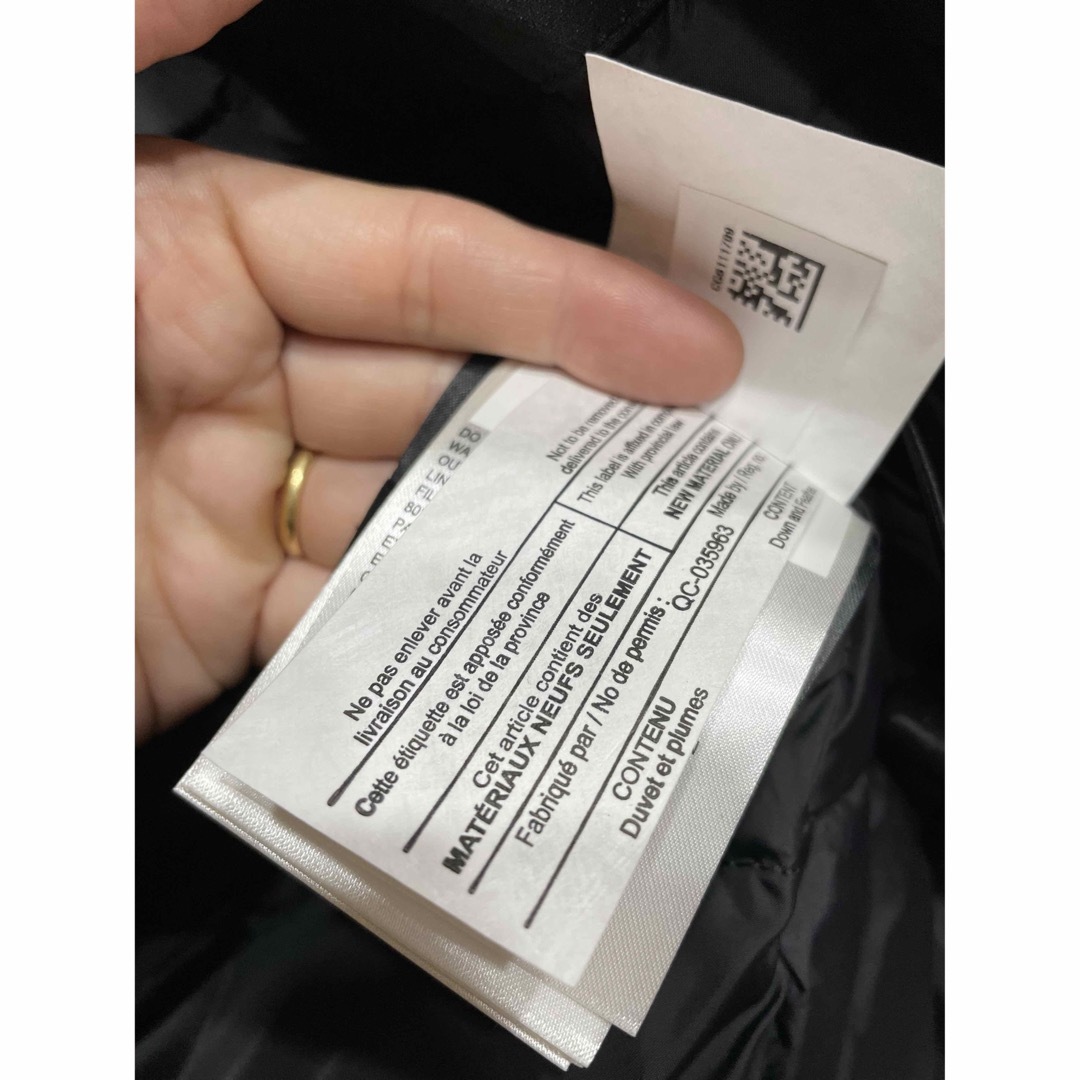 Ne pas enlever avant la
livraison au consommateur
Cette étiquette est apposée conformément
à la loi de la province
Cet article contient des
MATÉRIAUX NEUFS SEULEMENT
Fabriqué par / No de permis :
QC-035963
CONTENU
Duvet et plumes
Not to be removed
delivered to the
This label is affixed in
With provincial law
This article contains
NEW MATERIAL ONLY
Made by / Reg. no.
CONTENT
Down and